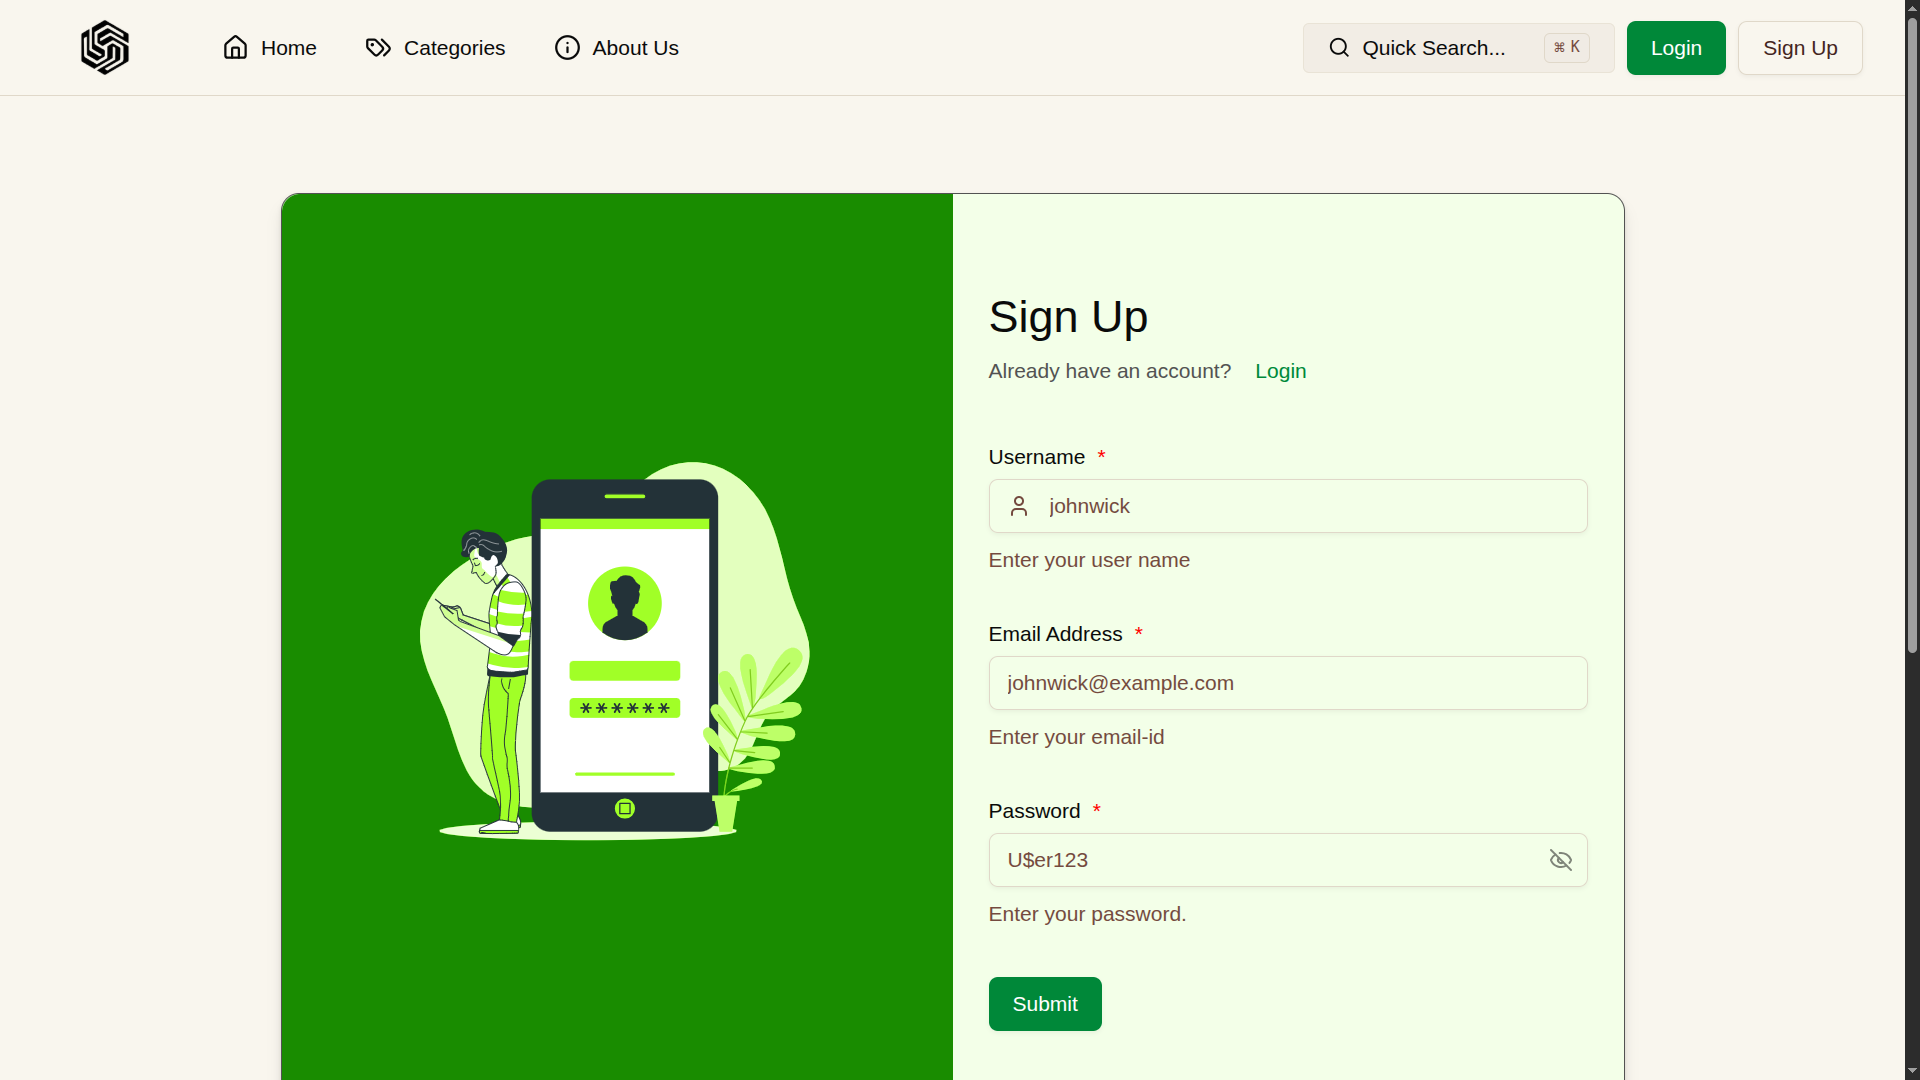 Home Categories About Us Quick Search... ⌘ K Login Sign Up
Sign Up
Already have an account? Login
Username *
johnwick
Enter your user name
Email Address *
johnwick@example.com
Enter your email-id
Password *
U$er123
Enter your password.
Submit